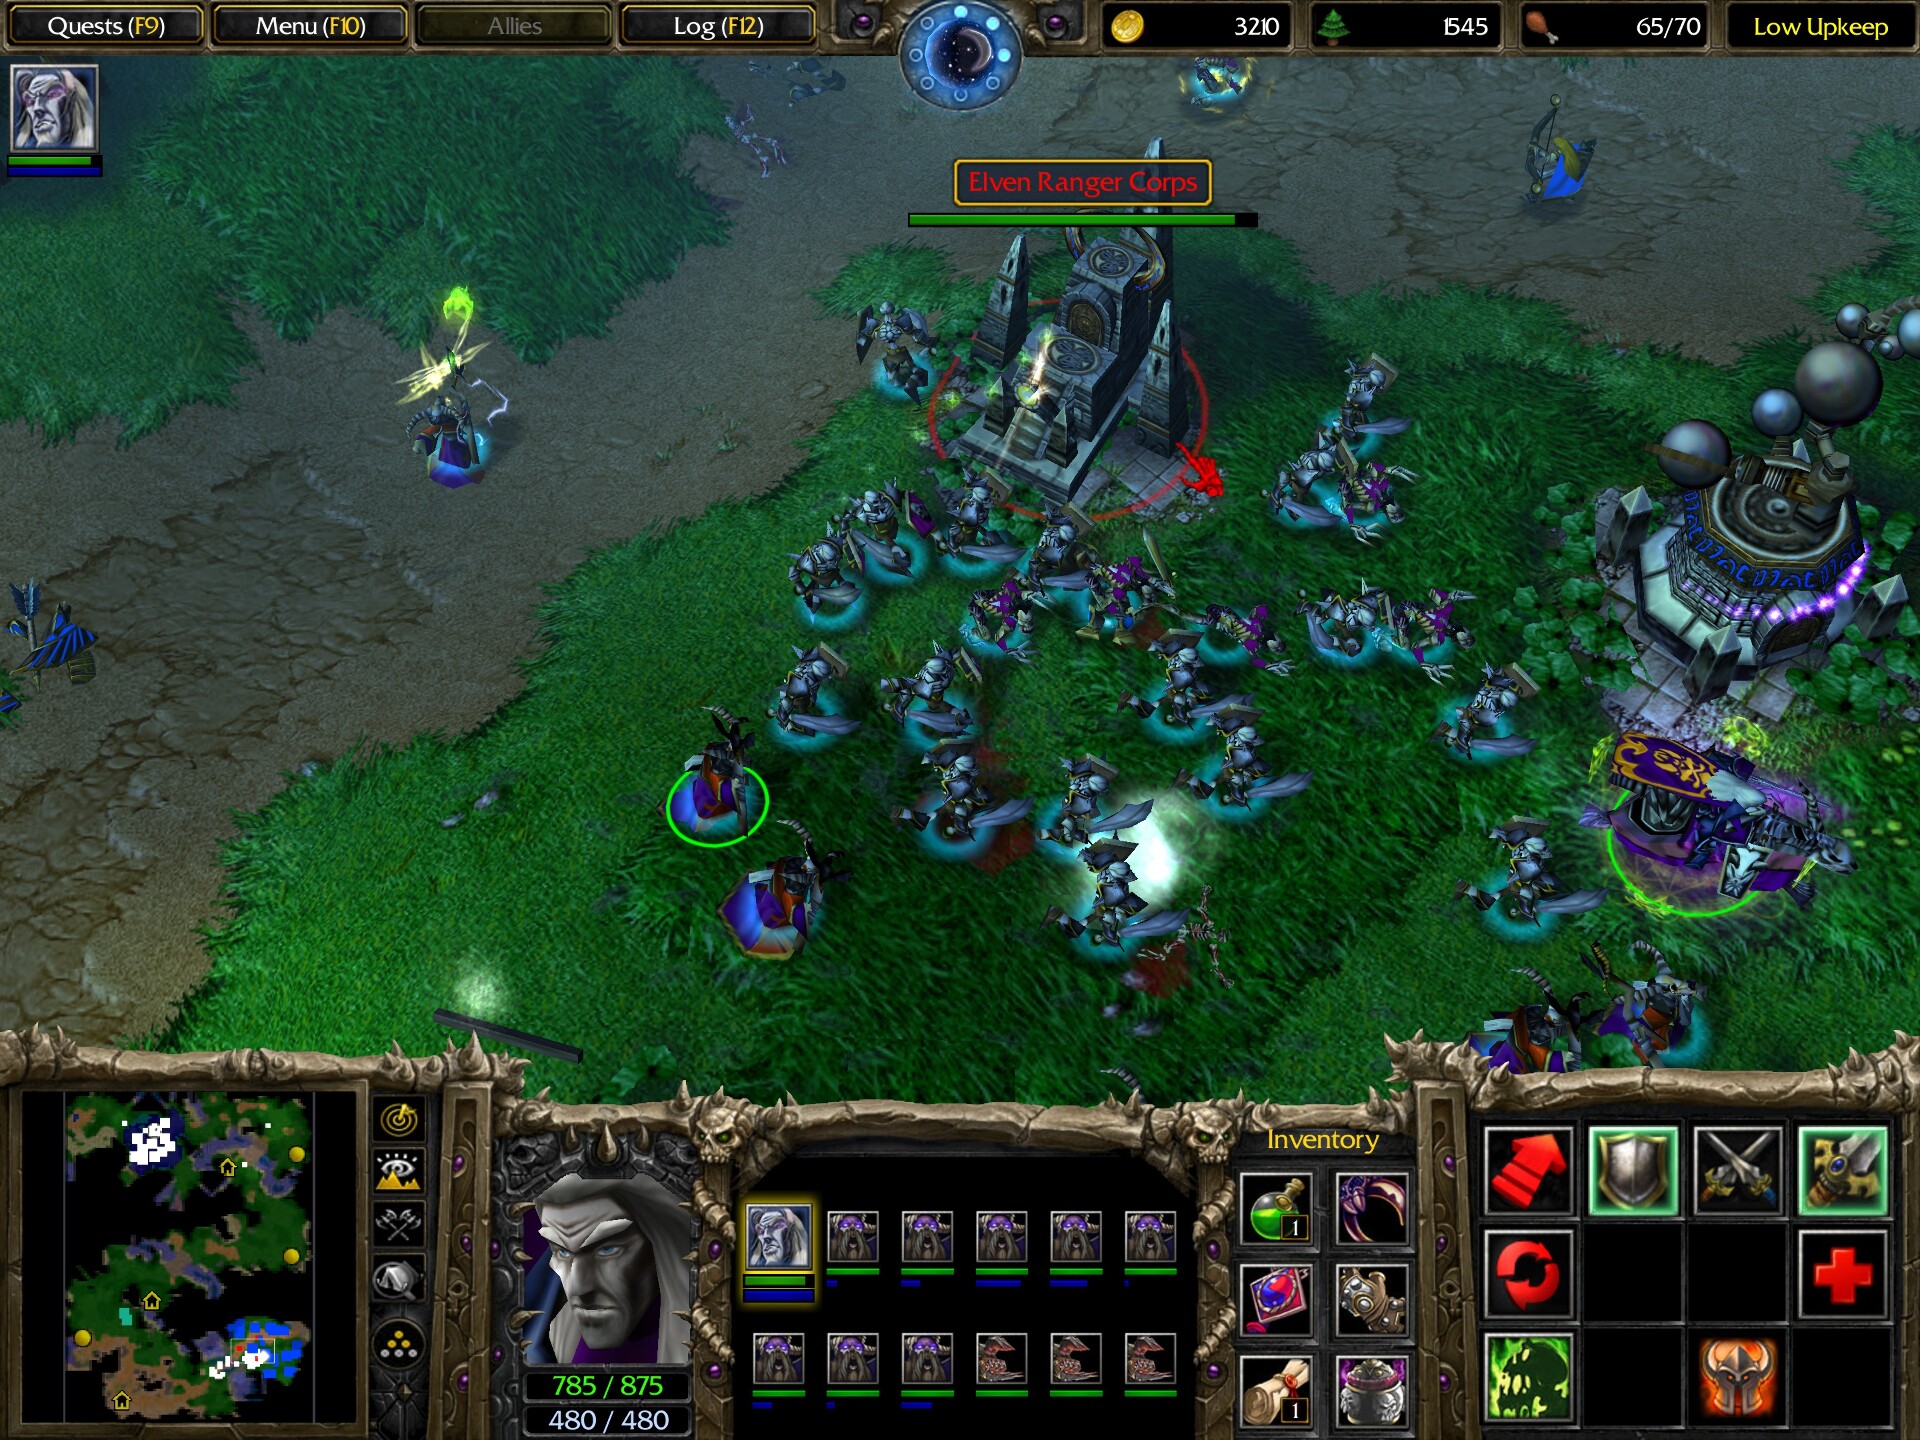 Quests (F9)
Menu (F10)
Allies
Log (F12)
3210
1545
65/70
Low Upkeep
Elven Ranger Corps
Inventory
1
1
785 / 875
480 / 480